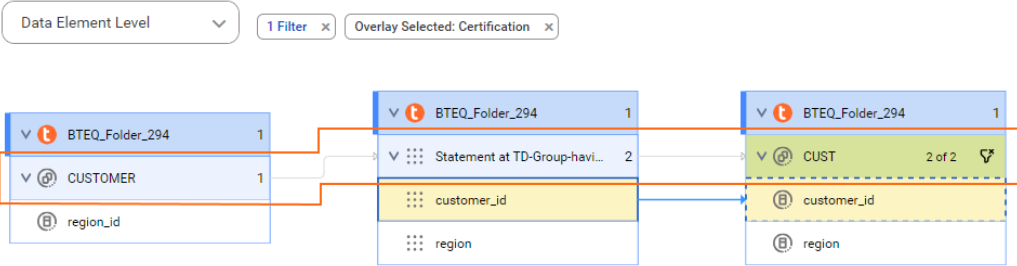 Data Element Level
1 Filter x
Overlay Selected: Certification x
BTEQ_Folder_294 1
CUSTOMER 1
region_id
BTEQ_Folder_294 1
Statement at TD-Group-havi... 2
customer_id
region
BTEQ_Folder_294 1
CUST 2 of 2
customer_id
region